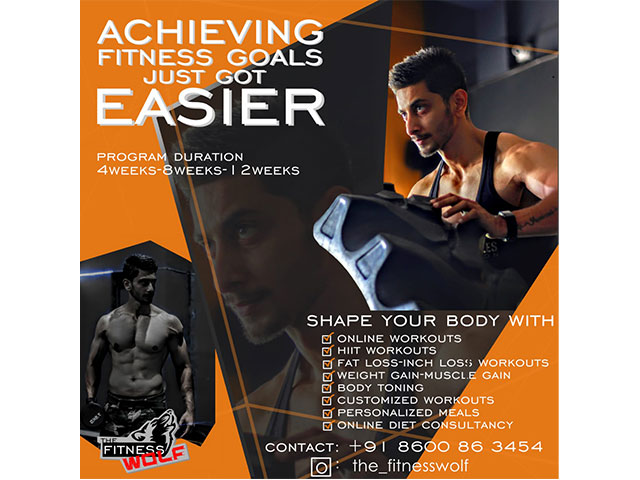 ACHIEVING
FITNESS GOALS
JUST GOT
EASIER
PROGRAM DURATION
4WEEKS-8WEEKS-12WEEKS
SHAPE YOUR BODY WITH
ONLINE WORKOUTS
HIIT WORKOUTS
FAT LOSS-INCH LOSS WORKOUTS
WEIGHT GAIN-MUSCLE GAIN
BODY TONING
CUSTOMIZED WORKOUTS
PERSONALIZED MEALS
ONLINE DIET CONSULTANCY
THE
FITNESS
WOLF
CONTACT: +91 8600 86 3454
: the_fitnesswolf